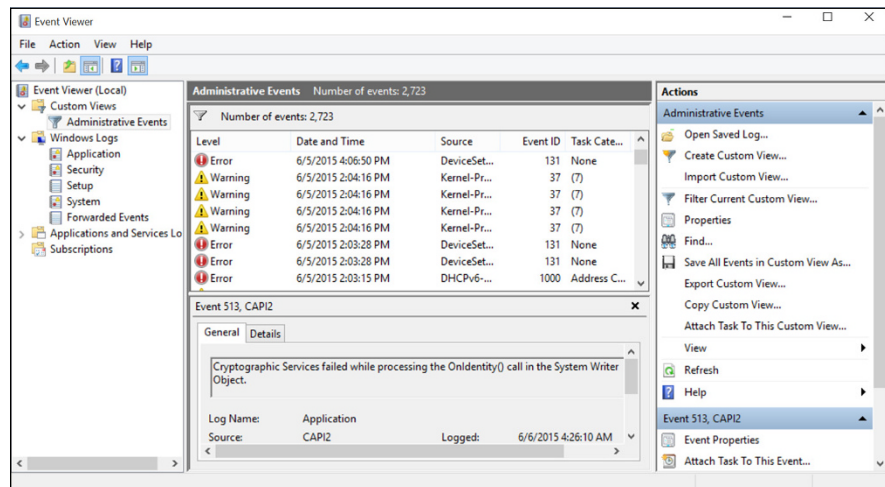 Event Viewer
File Action View Help
Event Viewer (Local)
Custom Views
Administrative Events
Windows Logs
Application
Security
Setup
System
Forwarded Events
Applications and Services Lo
Subscriptions
Administrative Events Number of events: 2,723
Number of events: 2,723
Level Date and Time Source Event ID Task Cate...
Error 6/5/2015 4:06:50 PM DeviceSet... 131 None
Warning 6/5/2015 2:04:16 PM Kernel-Pr... 37 (7)
Warning 6/5/2015 2:04:16 PM Kernel-Pr... 37 (7)
Warning 6/5/2015 2:04:16 PM Kernel-Pr... 37 (7)
Warning 6/5/2015 2:04:16 PM Kernel-Pr... 37 (7)
Error 6/5/2015 2:03:28 PM DeviceSet... 131 None
Error 6/5/2015 2:03:28 PM DeviceSet... 131 None
Error 6/5/2015 2:03:15 PM DHCPv6-... 1000 Address C...
Event 513, CAPI2
General Details
Cryptographic Services failed while processing the OnIdentity() call in the System Writer
Object.
Log Name: Application
Source: CAPI2 Logged: 6/6/2015 4:26:10 AM
Actions
Administrative Events
Open Saved Log...
Create Custom View...
Import Custom View...
Filter Current Custom View...
Properties
Find...
Save All Events in Custom View As...
Export Custom View...
Copy Custom View...
Attach Task To This Custom View...
View
Refresh
Help
Event 513, CAPI2
Event Properties
Attach Task To This Event...